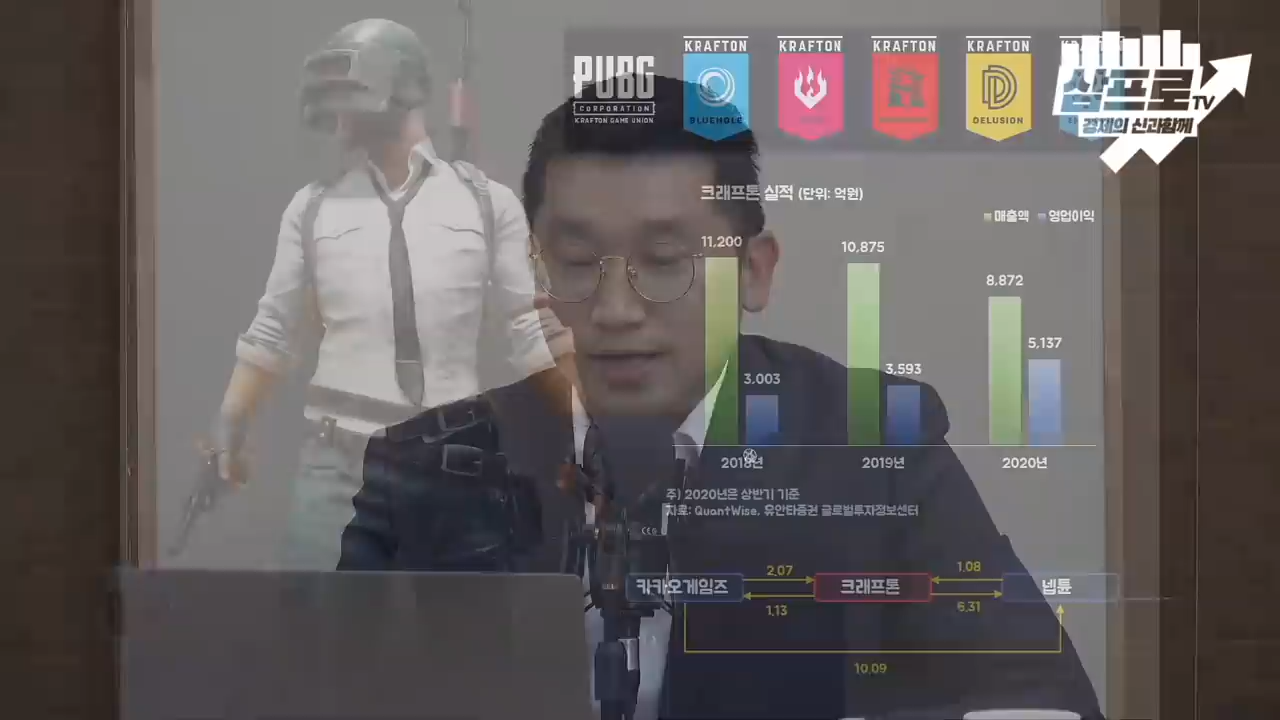 KRAFTON KRAFTON KRAFTON KRAFTON
PUBG
CORPORATION
KRAFTON GAME UNION
BLUEHOLE
DELUSION
삼프로TV
경제의 신과함께
크래프톤 실적 (단위: 억원)
매출액 영업이익
11,200
10,875
8,872
5,137
3,003
3,593
2018년 2019년 2020년
주) 2020년은 상반기 기준
자료: QuantWise, 유안타증권 글로벌투자정보센터
카카오게임즈 2.07 크래프톤 1.08 넵튠
1.13 6.31
10.09